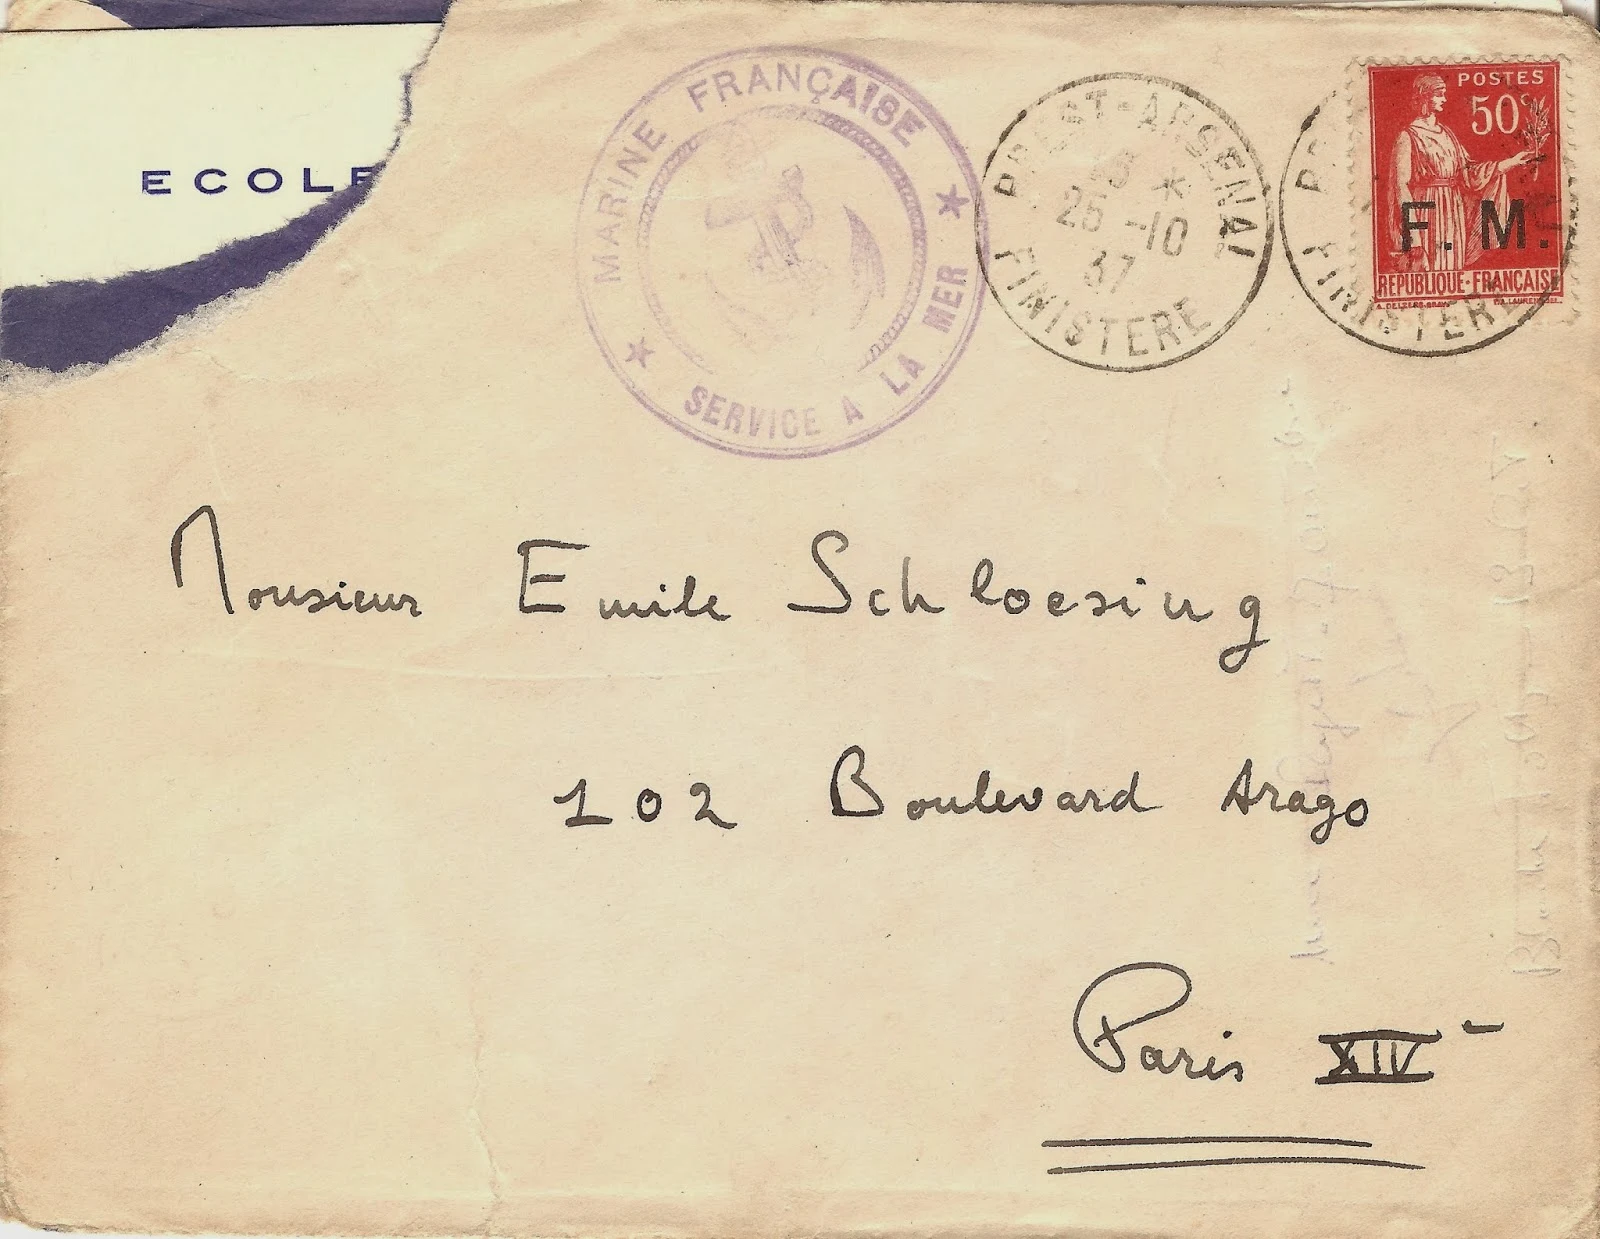 ECOLE
MARINE FRANÇAISE
★ SERVICE A LA MER ★
BREST-ARSENAL
25-10
37
FINISTERE
POSTES
50c
F. M.
REPUBLIQUE-FRANÇAISE
FINISTERE
Monsieur Emile Schloesing
102 Boulevard Arago
Paris XIV